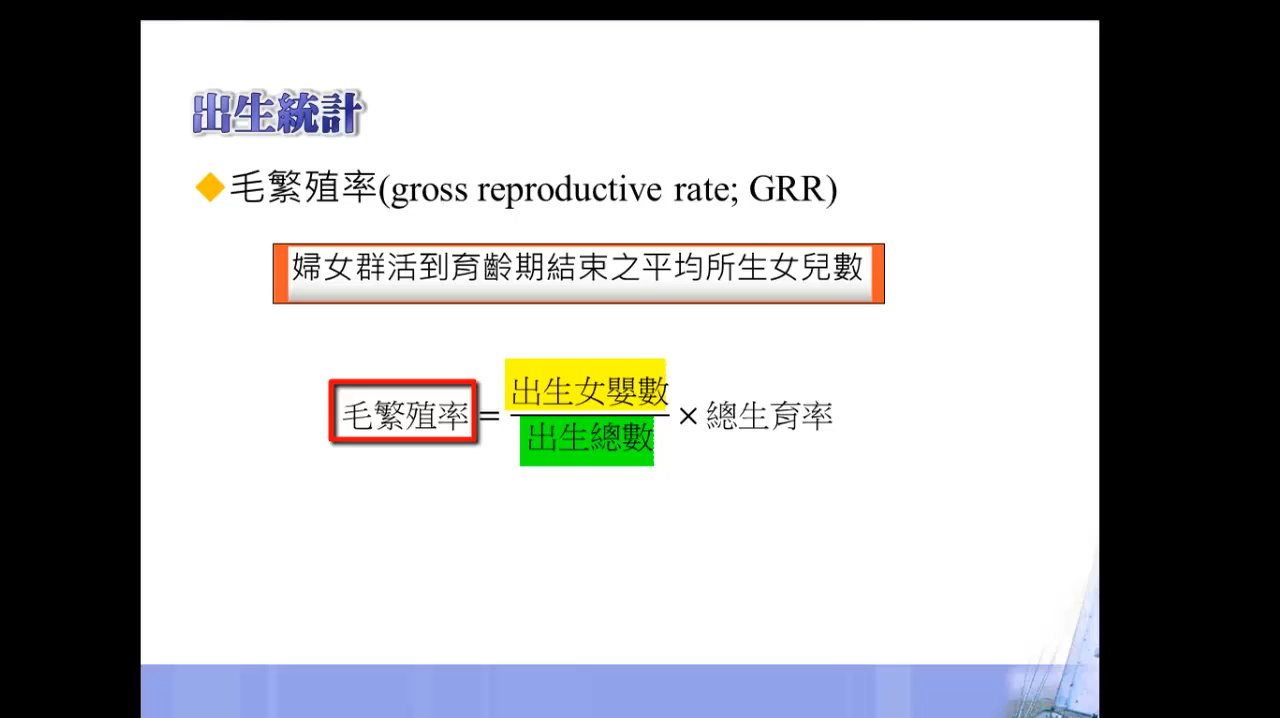 出生統計
毛繁殖率(gross reproductive rate; GRR)
婦女群活到育齡期結束之平均所生女兒數
毛繁殖率 = 出生女嬰數 / 出生總數 × 總生育率